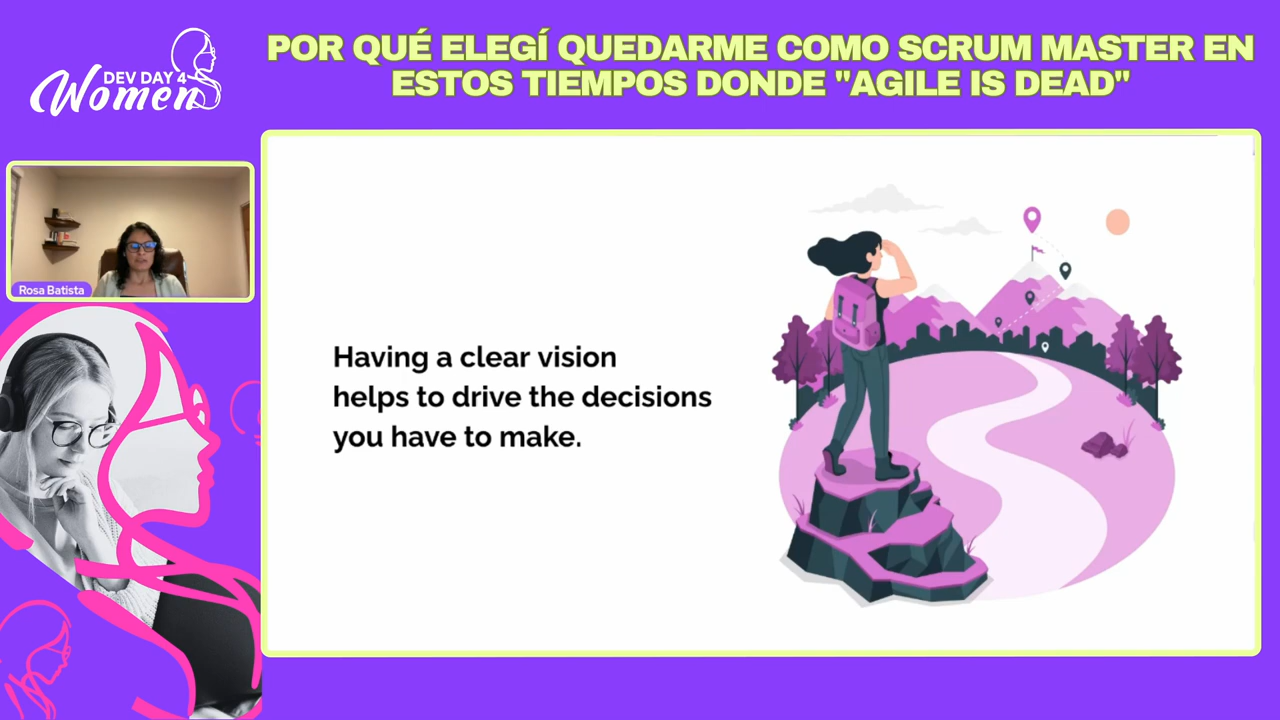 DEV DAY 4
Women
POR QUÉ ELEGÍ QUEDARME COMO SCRUM MASTER EN
ESTOS TIEMPOS DONDE "AGILE IS DEAD"
Rosa Batista
Having a clear vision
helps to drive the decisions
you have to make.